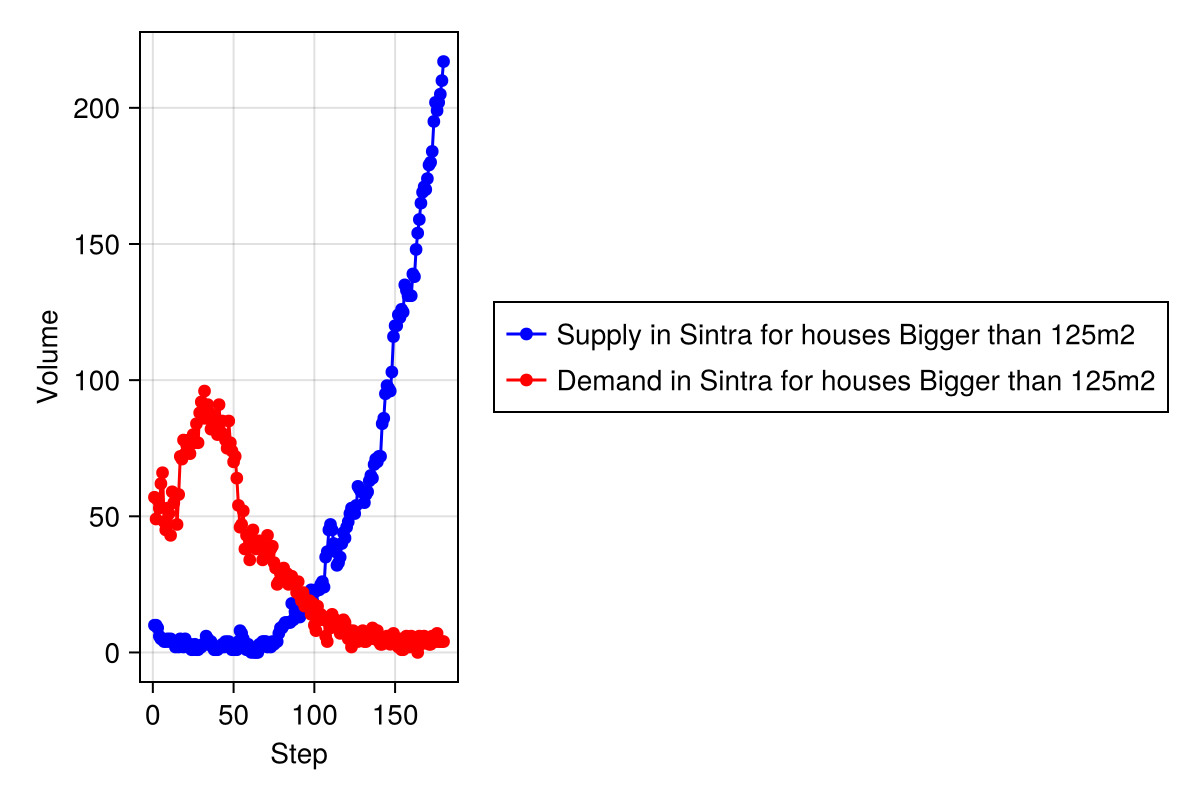 Volume
200
150
100
50
0
0 50 100 150
Step
Supply in Sintra for houses Bigger than 125m2
Demand in Sintra for houses Bigger than 125m2